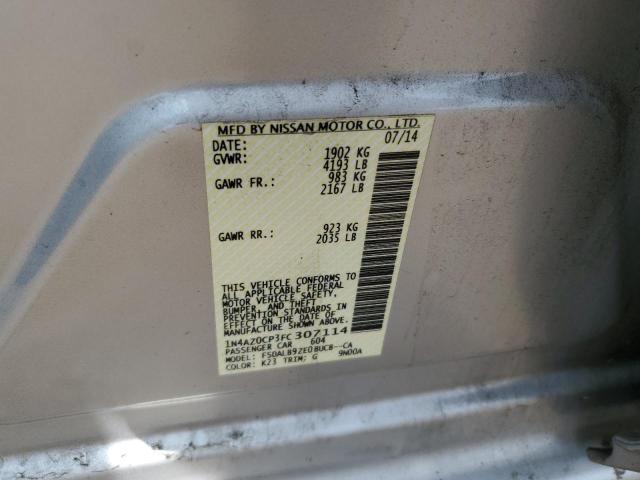 MFD BY NISSAN MOTOR CO., LTD.
DATE: 07/14
GVWR: 1902 KG
4193 LB
GAWR FR.: 983 KG
2167 LB
GAWR RR.: 923 KG
2035 LB
THIS VEHICLE CONFORMS TO
ALL APPLICABLE FEDERAL
MOTOR VEHICLE SAFETY,
BUMPER, AND THEFT
PREVENTION STANDARDS IN
EFFECT ON THE DATE OF
MANUFACTURE SHOWN ABOVE.
1N4AZ0CP3FC307114
PASSENGER CAR 604
MODEL: FSDALB9ZE0BUCB--CA
COLOR: K23 TRIM; G 9N00A